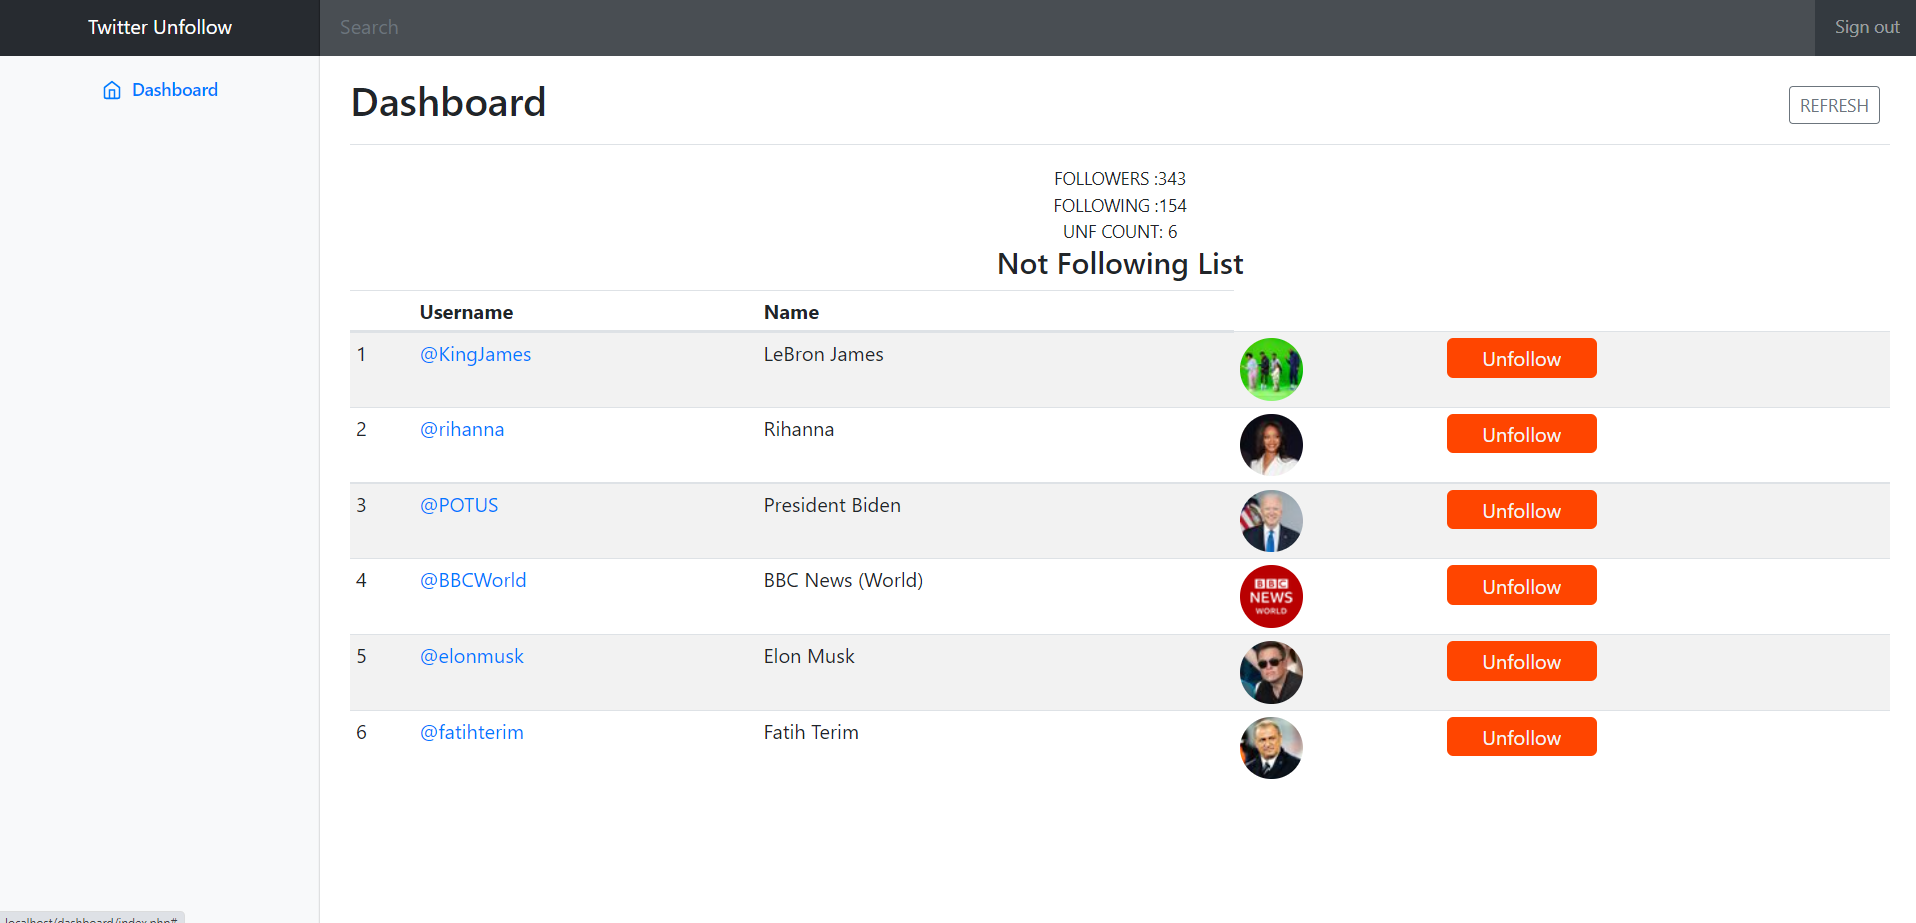 Twitter Unfollow Search Sign out
Dashboard
Dashboard REFRESH
FOLLOWERS :343
FOLLOWING :154
UNF COUNT: 6
Not Following List
Username Name
1 @KingJames LeBron James Unfollow
2 @rihanna Rihanna Unfollow
3 @POTUS President Biden Unfollow
4 @BBCWorld BBC News (World) BBC NEWS WORLD Unfollow
5 @elonmusk Elon Musk Unfollow
6 @fatihterim Fatih Terim Unfollow
localhost/dashboard/index.php#